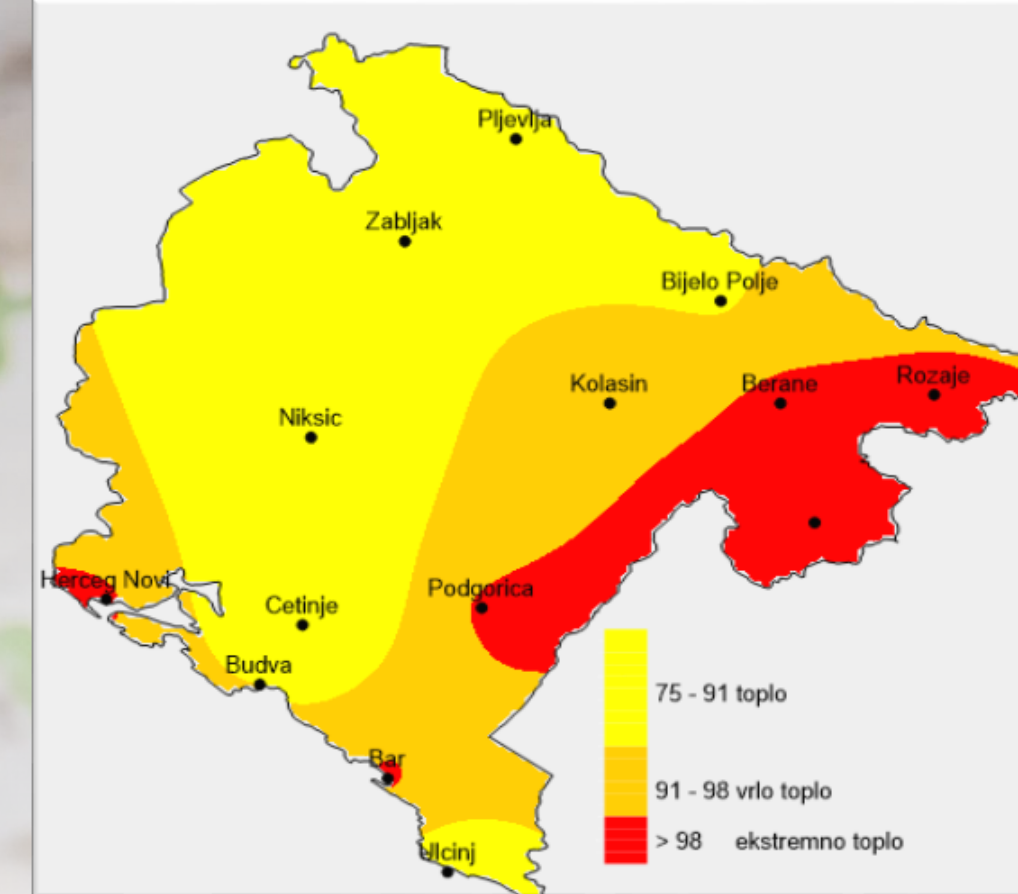 Pljevlja
Zabljak
Bijelo Polje
Kolasin
Berane
Rozaje
Niksic
Herceg Novi
Podgorica
Cetinje
Budva
75 - 91 toplo
Bar
91 - 98 vrlo toplo
> 98 ekstremno toplo
Ulcinj